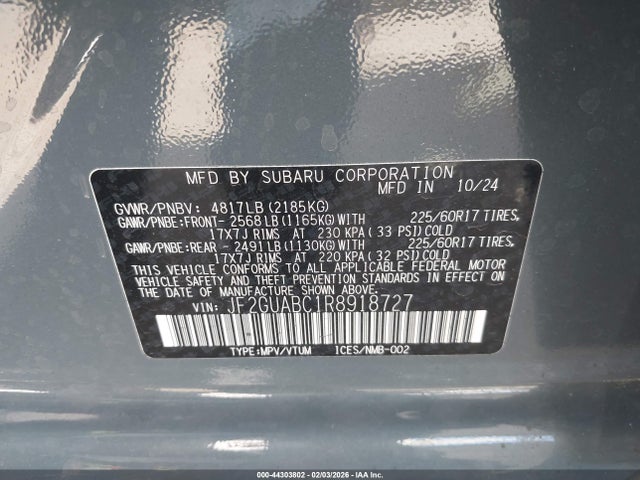 MFD BY SUBARU CORPORATION
MFD IN 10/24
GVWR/PNBV: 4817LB(2185KG)
GAWR/PNBE:FRONT-2568LB(1165KG)WITH 225/60R17 TIRES,
17X7J RIMS AT 230 KPA(33 PSI)COLD
GAWR/PNBE:REAR -2491LB(1130KG)WITH 225/60R17 TIRES,
17X7J RIMS AT 220 KPA(32 PSI)COLD
THIS VEHICLE CONFORMS TO ALL APPLICABLE FEDERAL MOTOR
VEHICLE SAFETY AND THEFT PREVENTION STANDARDS IN EFFECT ON THE
DATE OF MANUFACTURE SHOWN ABOVE.
VIN: JF2GUABC1R8918727
TYPE:MPV/VTUM ICES/NMB-002
000-44303802 - 02/03/2026 - IAA Inc.